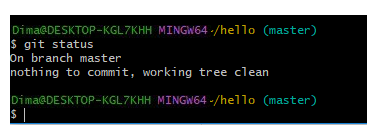 Dima@DESKTOP-KGL7KHH MINGW64 ~/hello (master)
$ git status
On branch master
nothing to commit, working tree clean
Dima@DESKTOP-KGL7KHH MINGW64 ~/hello (master)
$